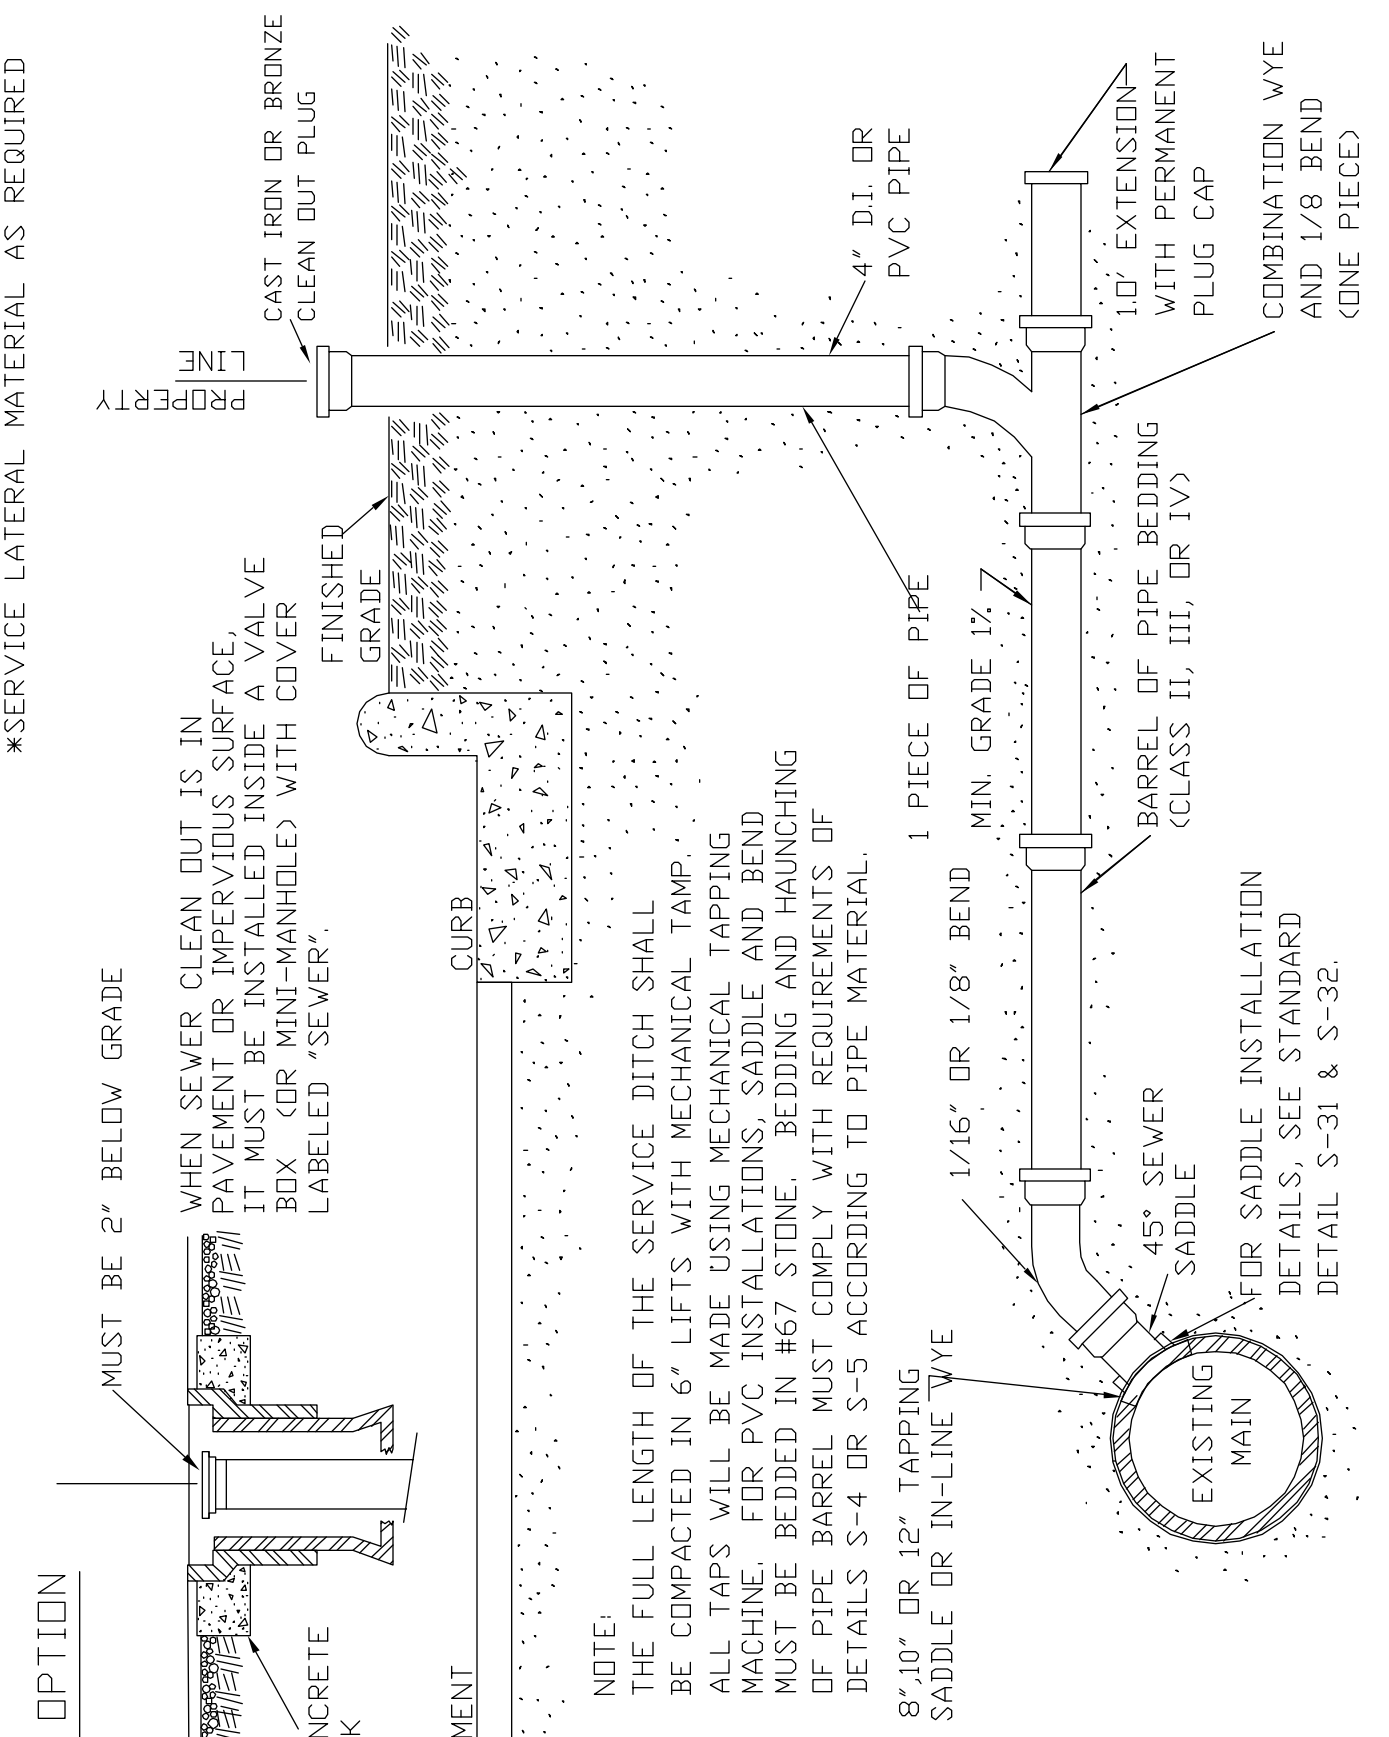 *SERVICE LATERAL MATERIAL AS REQUIRED
OPTION
MUST BE 2" BELOW GRADE
WHEN SEWER CLEAN OUT IS IN
PAVEMENT OR IMPERVIOUS SURFACE,
IT MUST BE INSTALLED INSIDE A VALVE
BOX (OR MINI-MANHOLE) WITH COVER
LABELED "SEWER".
PROPERTY
LINE
CAST IRON OR BRONZE
CLEAN OUT PLUG
FINISHED
GRADE
NCRETE
K
MENT
CURB
NOTE:
THE FULL LENGTH OF THE SERVICE DITCH SHALL
BE COMPACTED IN 6" LIFTS WITH MECHANICAL TAMP.
ALL TAPS WILL BE MADE USING MECHANICAL TAPPING
MACHINE. FOR PVC INSTALLATIONS, SADDLE AND BEND
MUST BE BEDDED IN #67 STONE. BEDDING AND HAUNCHING
OF PIPE BARREL MUST COMPLY WITH REQUIREMENTS OF
DETAILS S-4 OR S-5 ACCORDING TO PIPE MATERIAL.
4" D.I. OR
PVC PIPE
1 PIECE OF PIPE
MIN. GRADE 1%
8",10" OR 12" TAPPING
SADDLE OR IN-LINE WYE
1/16" OR 1/8" BEND
1.0' EXTENSION
WITH PERMANENT
PLUG CAP
BARREL OF PIPE BEDDING
(CLASS II, III, OR IV)
45° SEWER
SADDLE
COMBINATION WYE
AND 1/8 BEND
(ONE PIECE)
EXISTING
MAIN
FOR SADDLE INSTALLATION
DETAILS, SEE STANDARD
DETAIL S-31 & S-32.